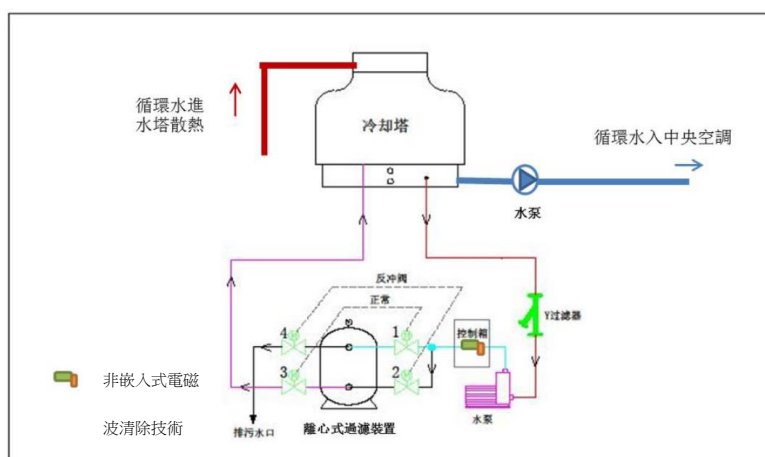 循環水進
水塔散熱
冷却塔
循環水入中央空調
水泵
反冲阀
正常
4
1
控制箱
Y过滤器
3
2
非嵌入式電磁
波清除技術
排污水口
離心式過濾裝置
水泵